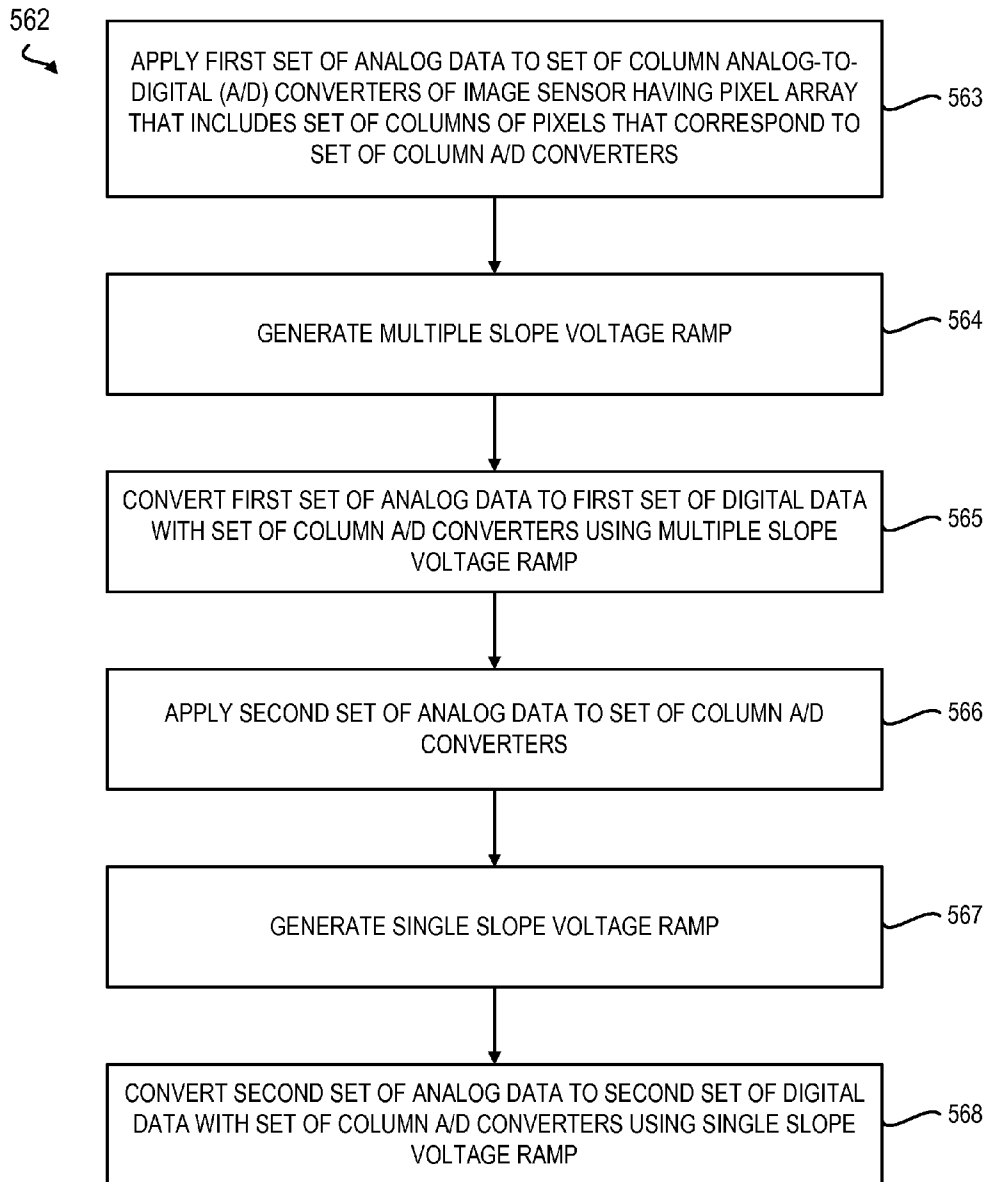 562
APPLY FIRST SET OF ANALOG DATA TO SET OF COLUMN ANALOG-TO-
DIGITAL (A/D) CONVERTERS OF IMAGE SENSOR HAVING PIXEL ARRAY
THAT INCLUDES SET OF COLUMNS OF PIXELS THAT CORRESPOND TO
SET OF COLUMN A/D CONVERTERS
563
GENERATE MULTIPLE SLOPE VOLTAGE RAMP
564
CONVERT FIRST SET OF ANALOG DATA TO FIRST SET OF DIGITAL DATA
WITH SET OF COLUMN A/D CONVERTERS USING MULTIPLE SLOPE
VOLTAGE RAMP
565
APPLY SECOND SET OF ANALOG DATA TO SET OF COLUMN A/D
CONVERTERS
566
GENERATE SINGLE SLOPE VOLTAGE RAMP
567
CONVERT SECOND SET OF ANALOG DATA TO SECOND SET OF DIGITAL
DATA WITH SET OF COLUMN A/D CONVERTERS USING SINGLE SLOPE
VOLTAGE RAMP
568